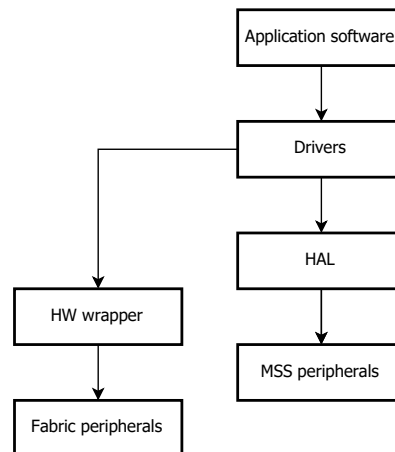 Application software
Drivers
HAL
HW wrapper
MSS peripherals
Fabric peripherals